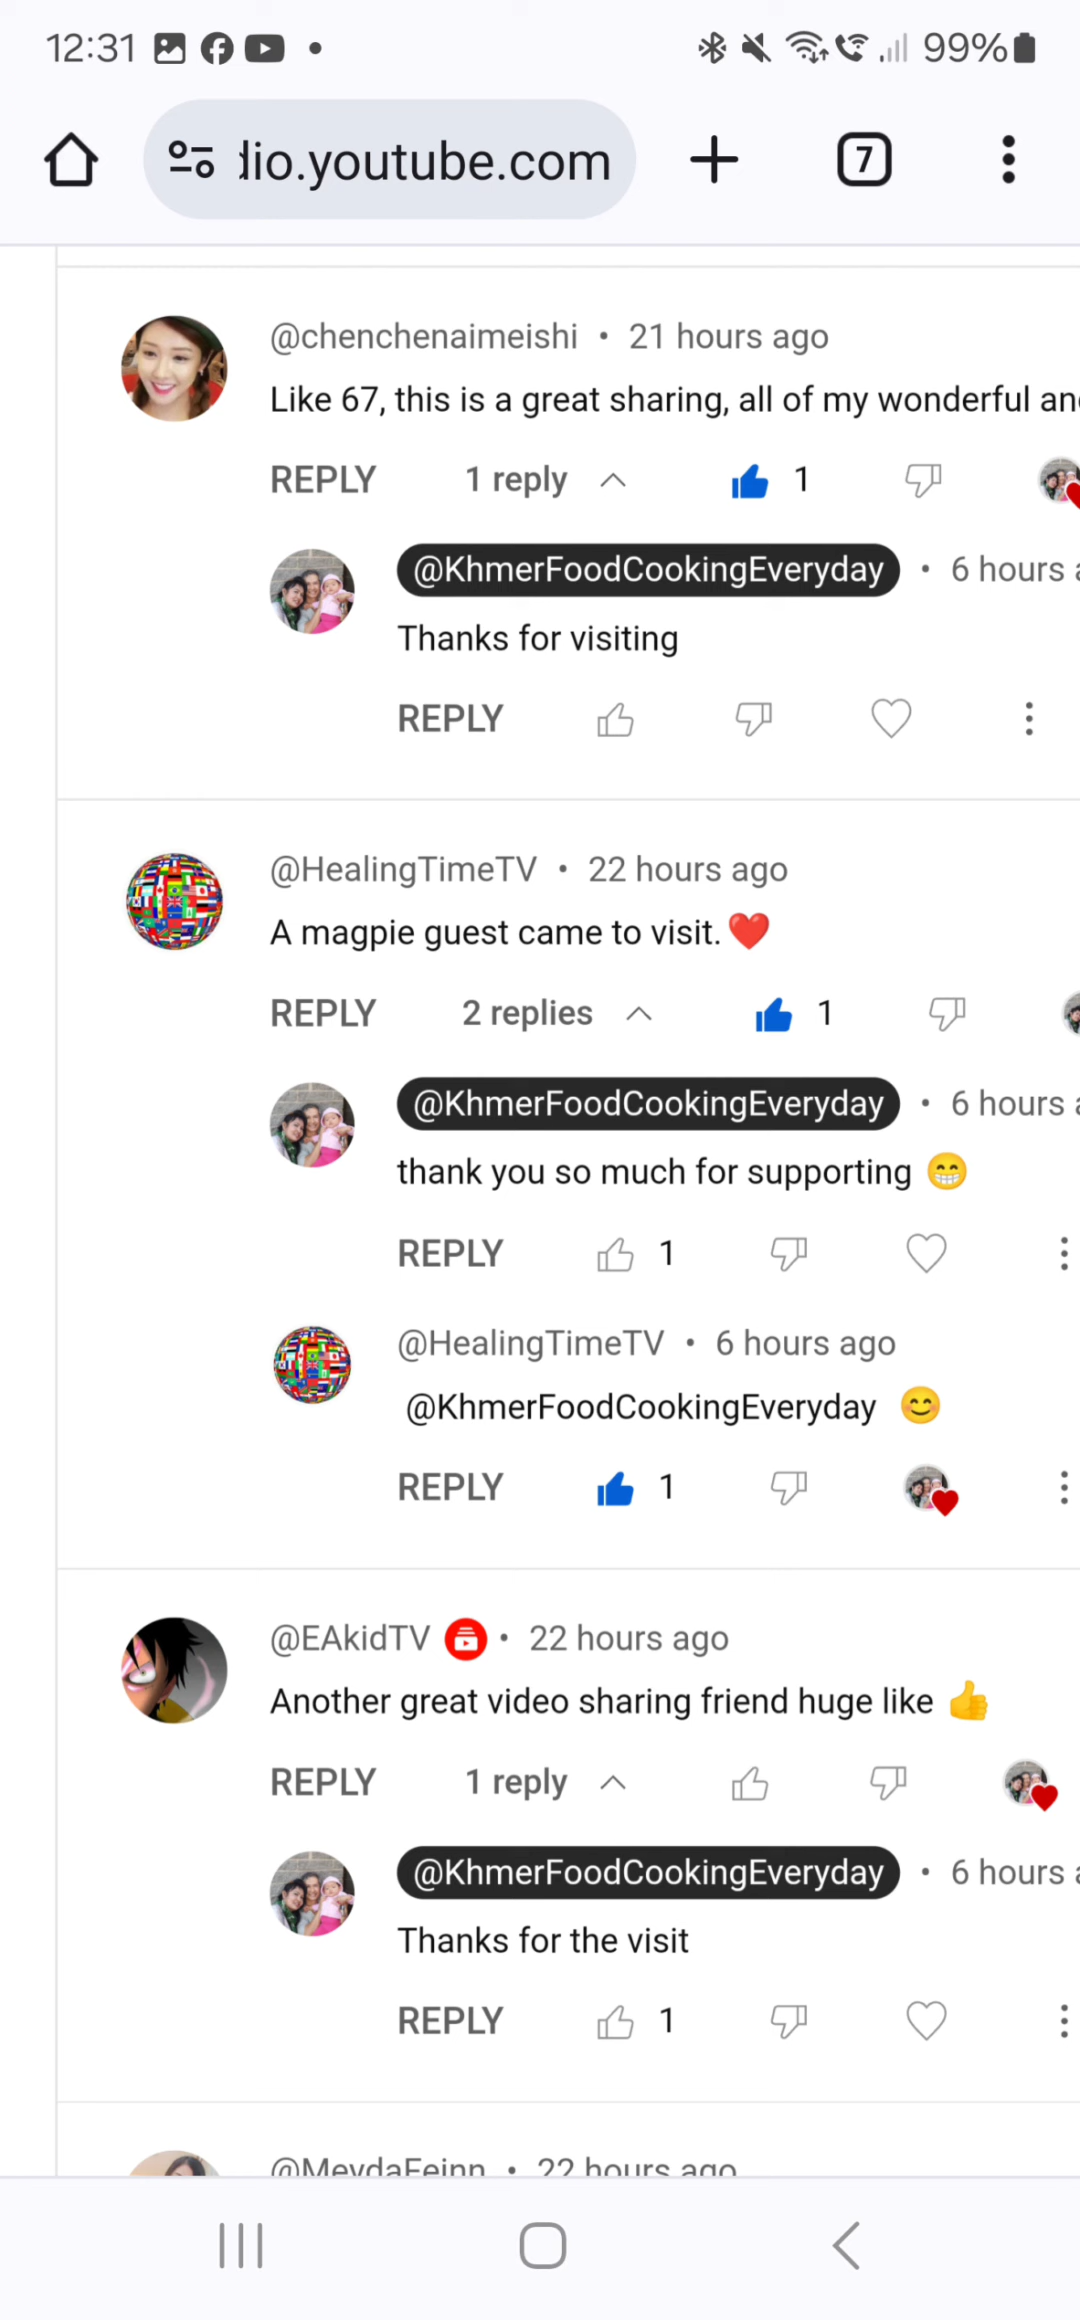 12:31
99%
dio.youtube.com
7
@chenchenaimeishi • 21 hours ago
Like 67, this is a great sharing, all of my wonderful
REPLY 1 reply 1
@KhmerFoodCookingEveryday • 6 hours
Thanks for visiting
REPLY
@HealingTimeTV • 22 hours ago
A magpie guest came to visit. ❤️
REPLY 2 replies 1
@KhmerFoodCookingEveryday • 6 hours
thank you so much for supporting 😁
REPLY 1
@HealingTimeTV • 6 hours ago
@KhmerFoodCookingEveryday 😊
REPLY 1
@EAkidTV • 22 hours ago
Another great video sharing friend huge like 👍
REPLY 1 reply
@KhmerFoodCookingEveryday • 6 hours
Thanks for the visit
REPLY 1
@MeydaFeinn • 22 hours ago